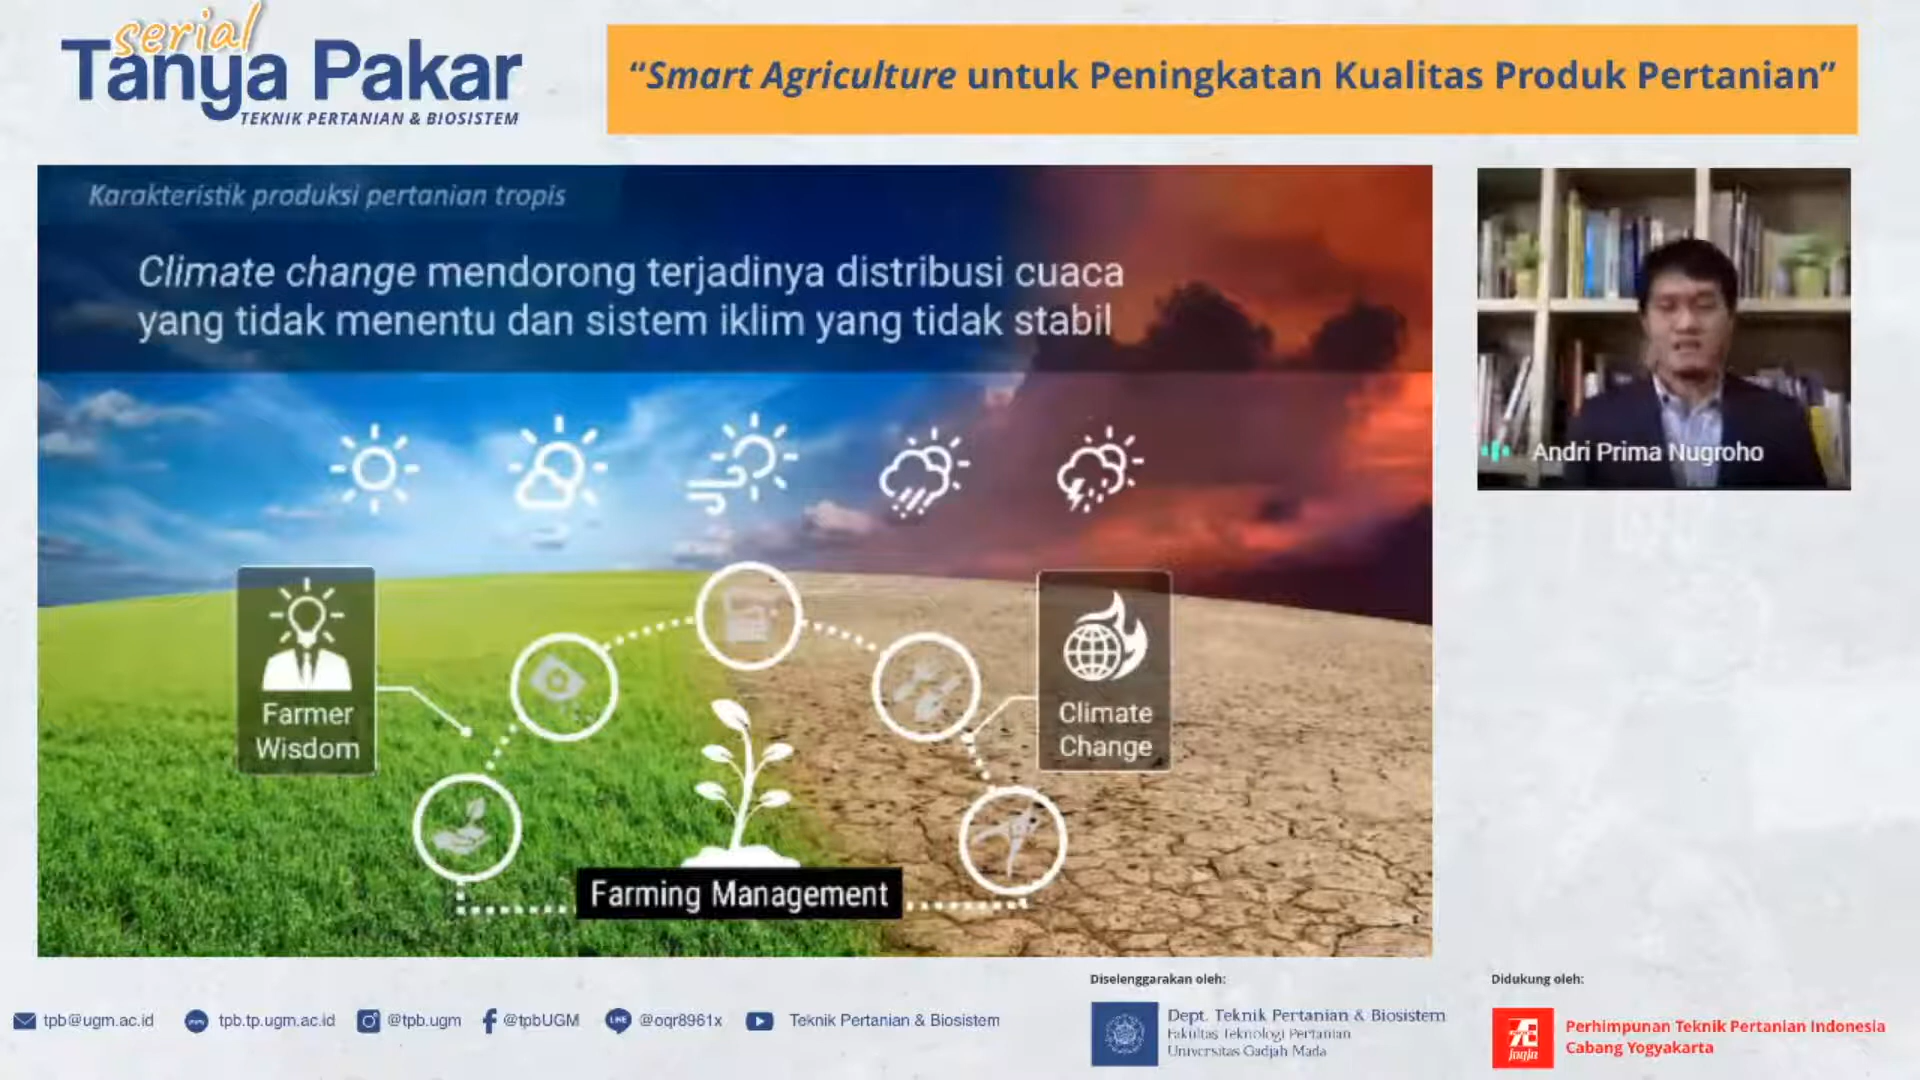 serial
Tanya Pakar
TEKNIK PERTANIAN & BIOSISTEM
“Smart Agriculture untuk Peningkatan Kualitas Produk Pertanian”
Karakteristik produksi pertanian tropis
Climate change mendorong terjadinya distribusi cuaca
yang tidak menentu dan sistem iklim yang tidak stabil
Andri Prima Nugroho
Farmer
Wisdom
Climate
Change
Farming Management
Diselenggarakan oleh:
Didukung oleh:
tpb@ugm.ac.id
tpb.tp.ugm.ac.id
@tpb.ugm
@tpbUGM
LINE
@oqr8961x
Teknik Pertanian & Biosistem
Dept. Teknik Pertanian & Biosistem
Fakultas Teknologi Pertanian
Universitas Gadjah Mada
Jogja
Perhimpunan Teknik Pertanian Indonesia
Cabang Yogyakarta